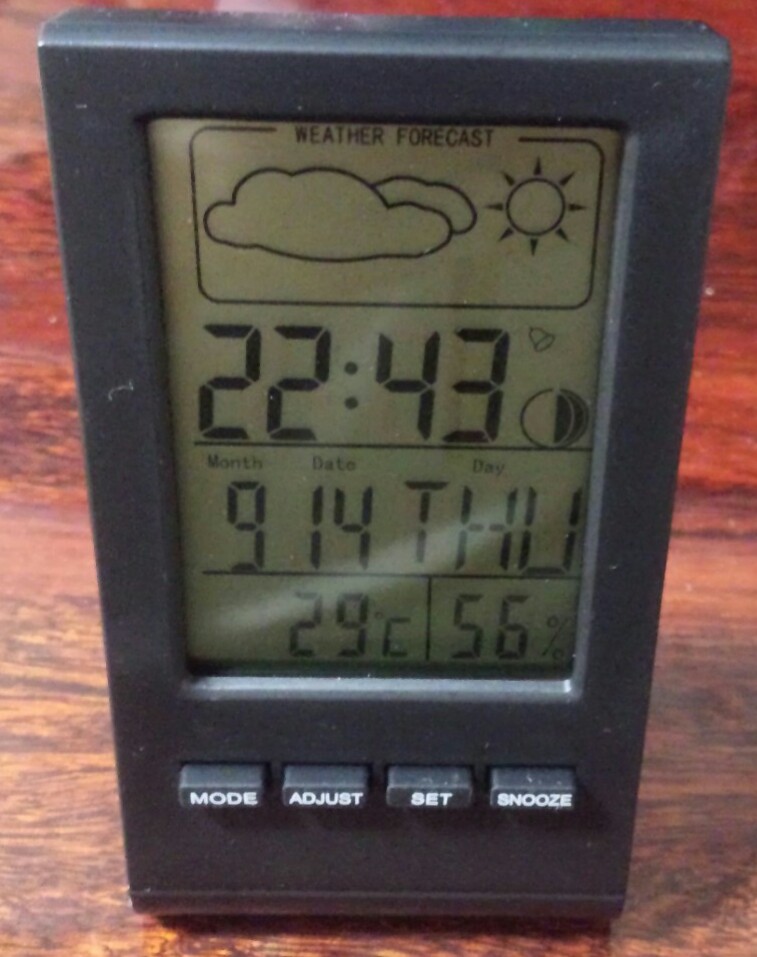 WEATHER FORECAST
22:43
Month Date Day
9 14 THU
29°C 56%
MODE ADJUST SET SNOOZE